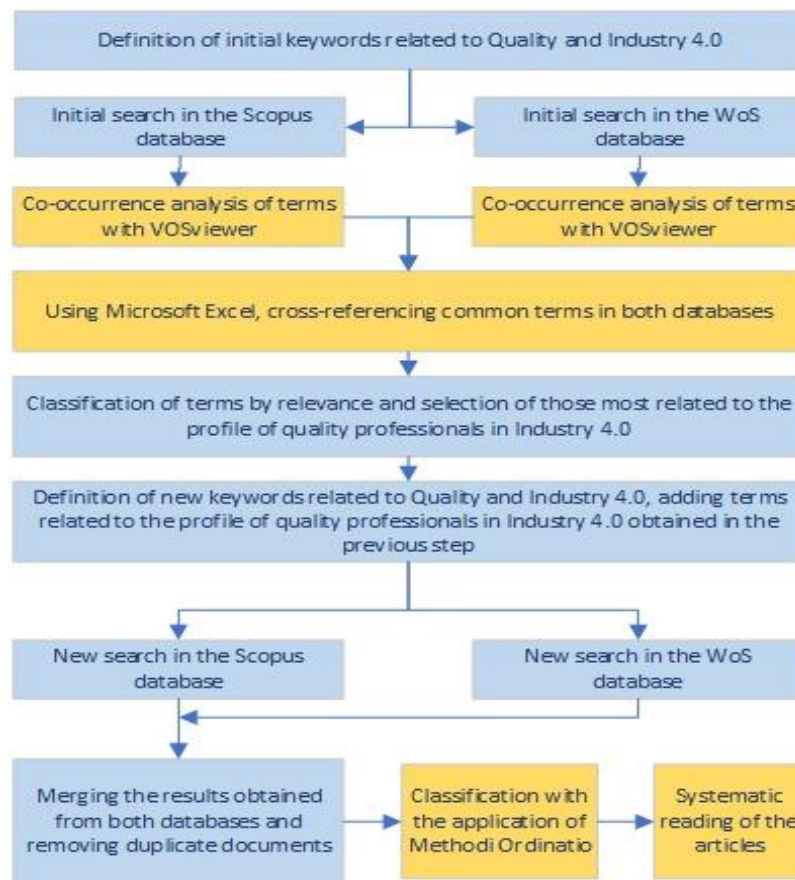 Definition of initial keywords related to Quality and Industry 4.0
Initial search in the Scopus
database
Initial search in the WoS
database
Co-occurrence analysis of terms
with VOSviewer
Co-occurrence analysis of terms
with VOSviewer
Using Microsoft Excel, cross-referencing common terms in both databases
Classification of terms by relevance and selection of those most related to the
profile of quality professionals in Industry 4.0
Definition of new keywords related to Quality and Industry 4.0, adding terms
related to the profile of quality professionals in Industry 4.0 obtained in the
previous step
New search in the Scopus
database
New search in the WoS
database
Merging the results obtained
from both databases and
removing duplicate documents
Classification with
the application of
Methodi Ordinatio
Systematic
reading of the
articles